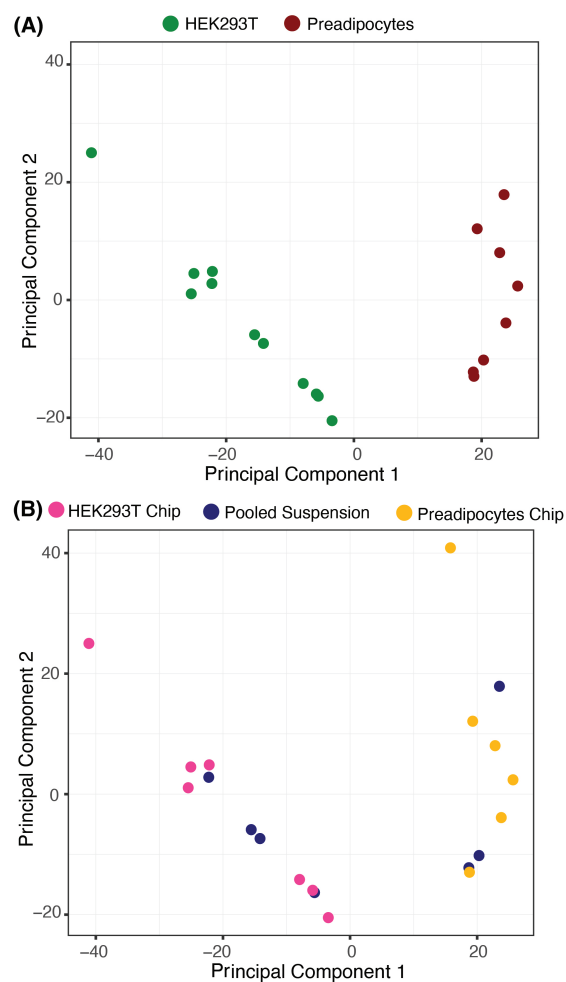 (A) HEK293T Preadipocytes
40
20
0
−20
Principal Component 2
−40 −20 0 20
Principal Component 1
(B) HEK293T Chip Pooled Suspension Preadipocytes Chip
40
20
0
−20
Principal Component 2
−40 −20 0 20
Principal Component 1